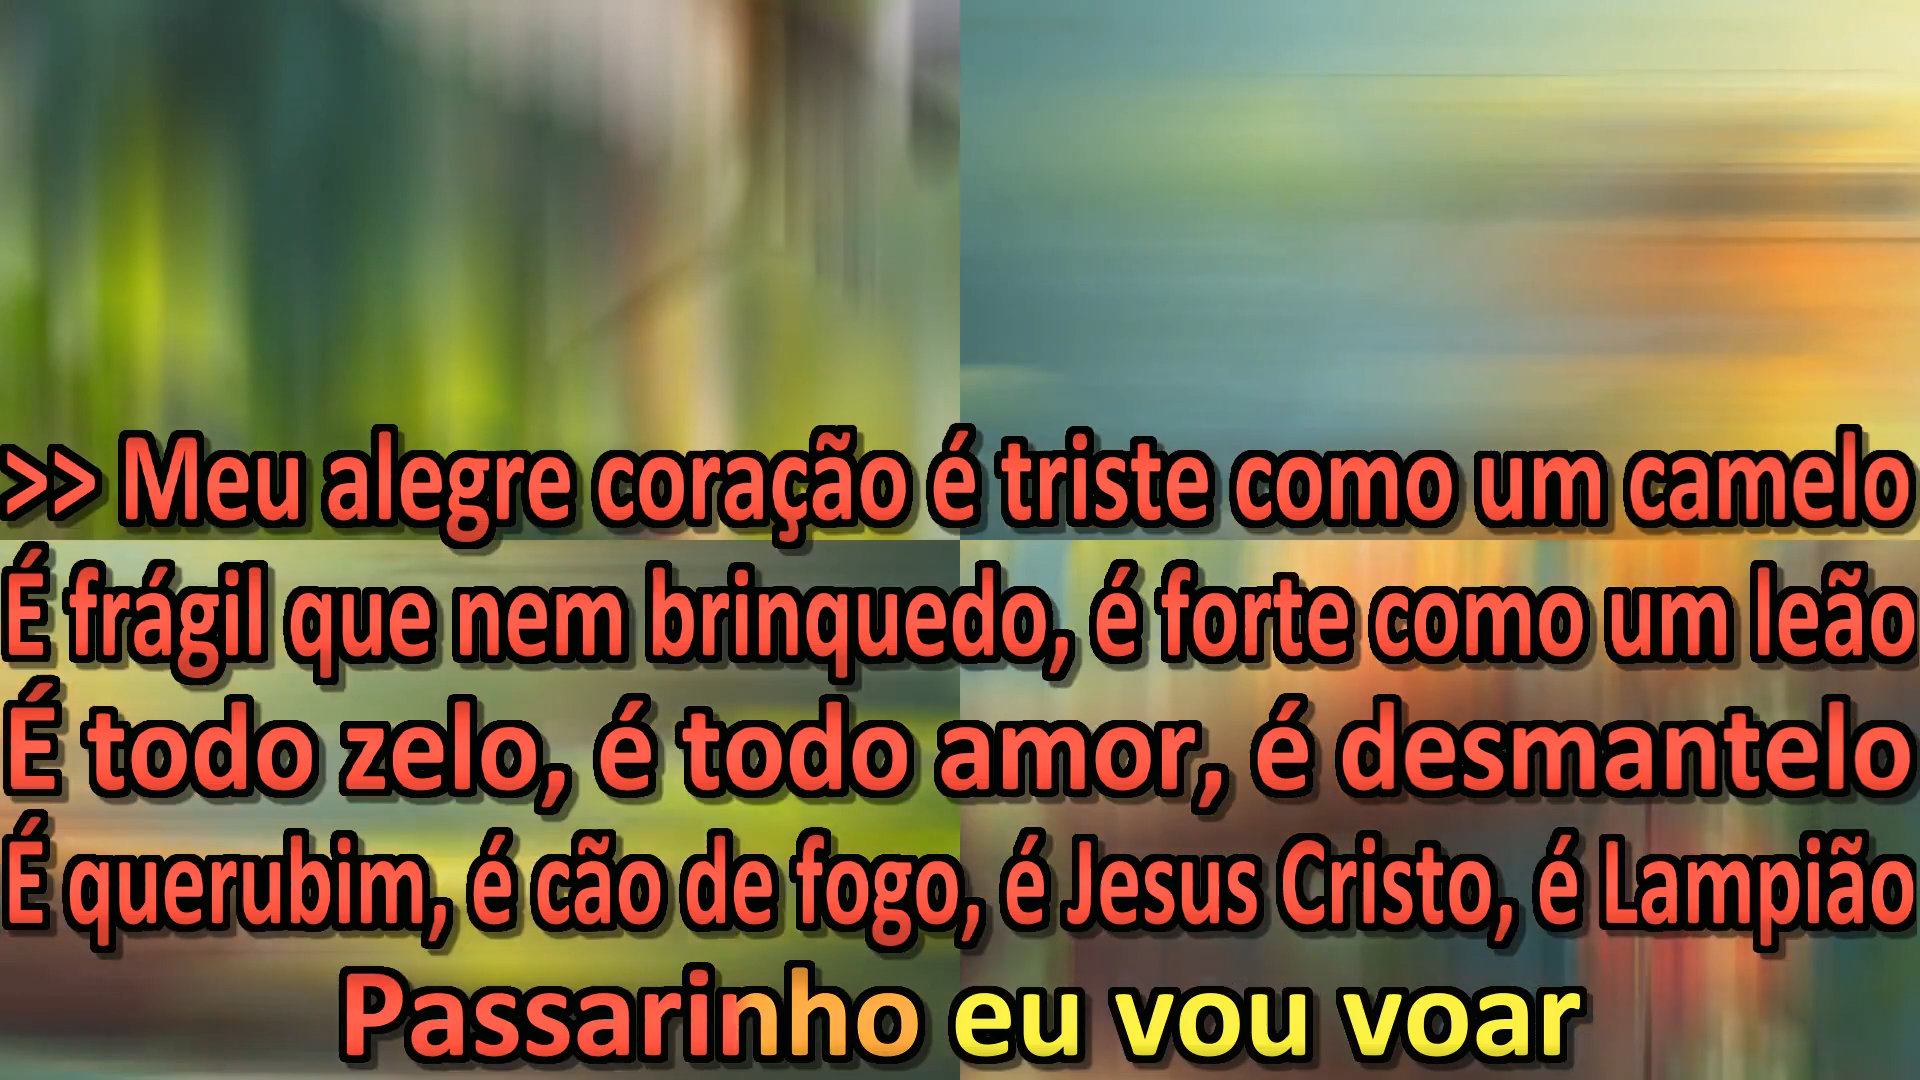 >> Meu alegre coração é triste como um camelo
É frágil que nem brinquedo, é forte como um leão
É todo zelo, é todo amor, é desmantelo
É querubim, é cão de fogo, é Jesus Cristo, é Lampião
Passarinho eu vou voar